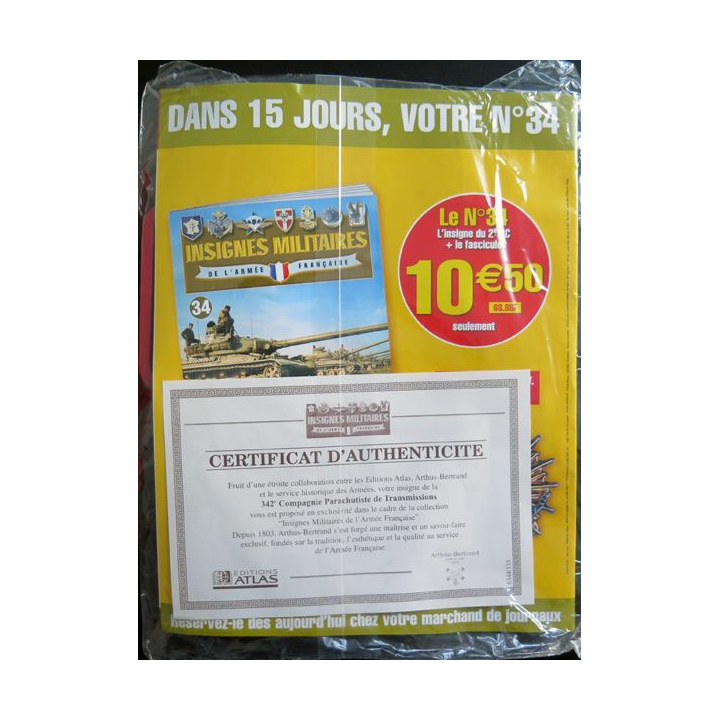 DANS 15 JOURS, VOTRE N°34
INSIGNES MILITAIRES
DE L'ARMÉE FRANÇAISE
34
Le N°34
L'insigne du
+ le fascicule
10€50
68.88F
seulement
INSIGNES MILITAIRES
CERTIFICAT D'AUTHENTICITE
Fruit d'une étroite collaboration entre les Editions Atlas, Arthus-Bertrand
et le service historique des Armées, votre insigne de la
342e Compagnie Parachutiste de Transmissions
vous est proposé en exclusivité dans le cadre de la collection
"Insignes Militaires de l'Armée Française"
Depuis 1803, Arthus-Bertrand s'est forgé une maîtrise et un savoir-faire
exclusif, fondés sur la tradition, l'esthétique et la qualité au service
de l'Armée Française
EDITIONS
ATLAS
Arthus-Bertrand
Réservez-le dès aujourd'hui chez votre marchand de journaux